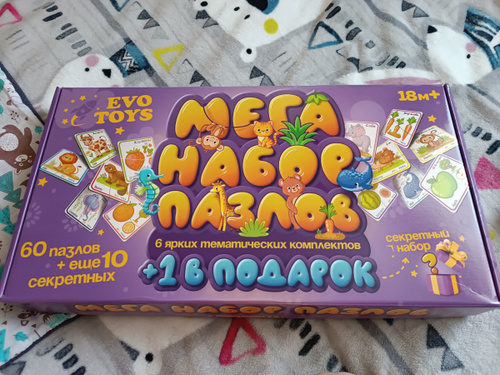 EVO
TOYS
18м+
МЕГА
НАБОР
ПАЗЛОВ
6 ярких тематических комплектов
+1 В ПОДАРОК
60 пазлов
+ еще 10
секретных
секретный
набор
МЕГА НАБОР ПАЗЛОВ